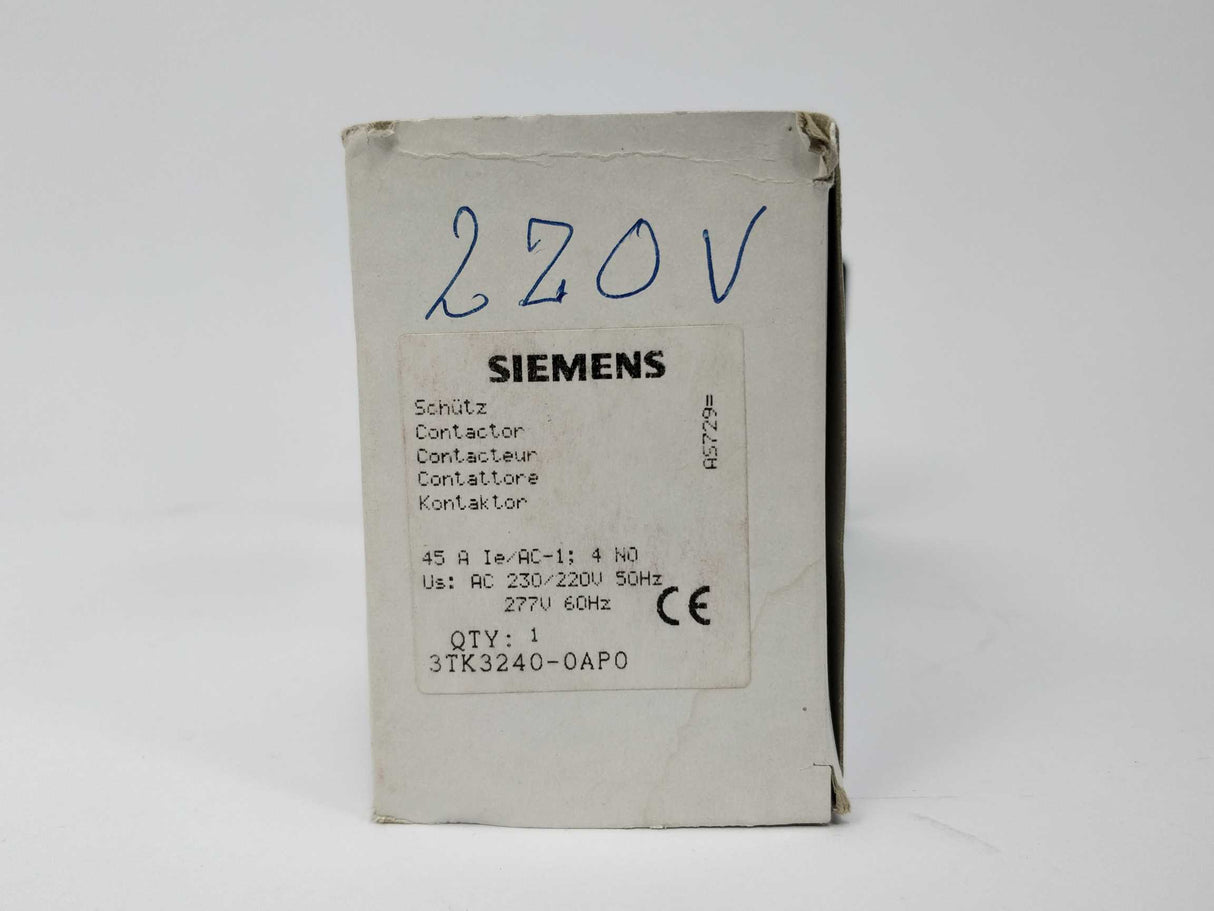 220V
SIEMENS
Schütz
Contactor
Contacteur
Contattore
Kontaktor
A5729=
45 A Ie/AC-1; 4 NO
Us: AC 230/220V 50Hz
277V 60Hz
CE
QTY: 1
3TK3240-0AP0